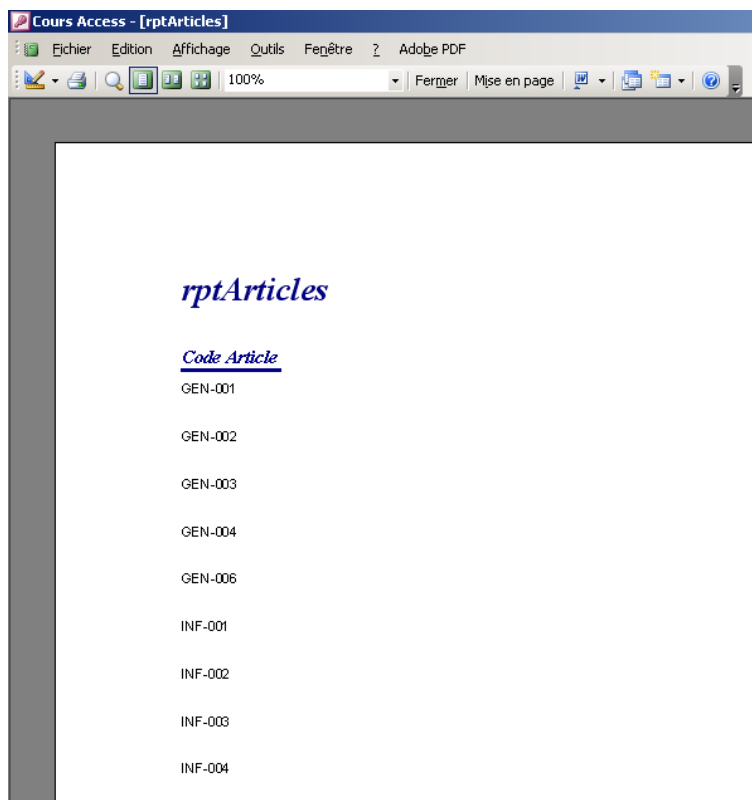 Cours Access - [rptArticles]
Fichier Edition Affichage Outils Fenêtre ? Adobe PDF
100% Fermer Mise en page
rptArticles
Code Article
GEN-001
GEN-002
GEN-003
GEN-004
GEN-006
INF-001
INF-002
INF-003
INF-004